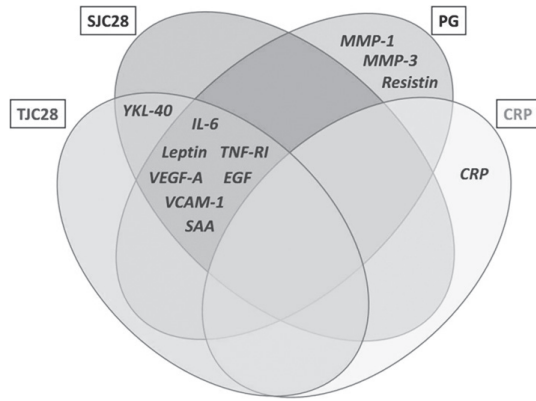 SJC28
PG
MMP-1
MMP-3
Resistin
TJC28
YKL-40
CRP
IL-6
Leptin TNF-RI
CRP
VEGF-A EGF
VCAM-1
SAA